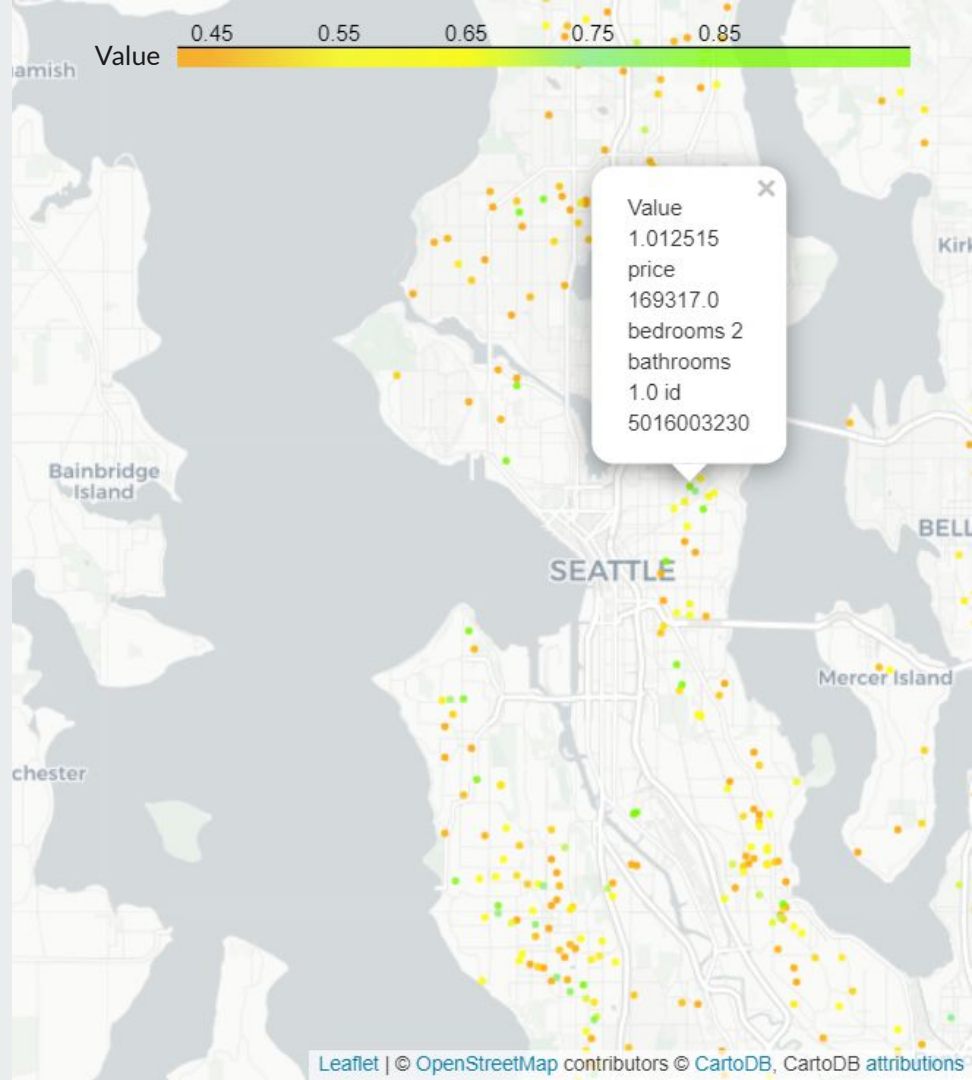 0.45 0.55 0.65 0.75 0.85
Value
amish
Value
1.012515
price
169317.0
bedrooms 2
bathrooms
1.0 id
5016003230
×
Kirk
Bainbridge
Island
BELL
SEATTLE
Mercer Island
chester
Leaflet | © OpenStreetMap contributors © CartoDB, CartoDB attributions